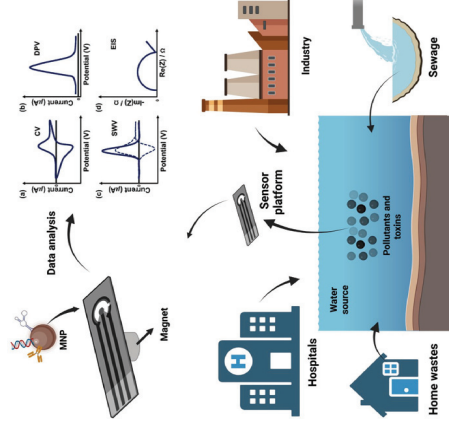 MNP
Magnet
Data analysis
(a)
CV
Current (µA)
Potential (V)
(b)
DPV
Current (µA)
Potential (V)
(c)
SWV
Current (µA)
Potential (V)
(d)
EIS
-Im(Z) / Ω
Re(Z) / Ω
Hospitals
Sensor
platform
Industry
Home wastes
Water
source
Pollutants and
toxins
Sewage